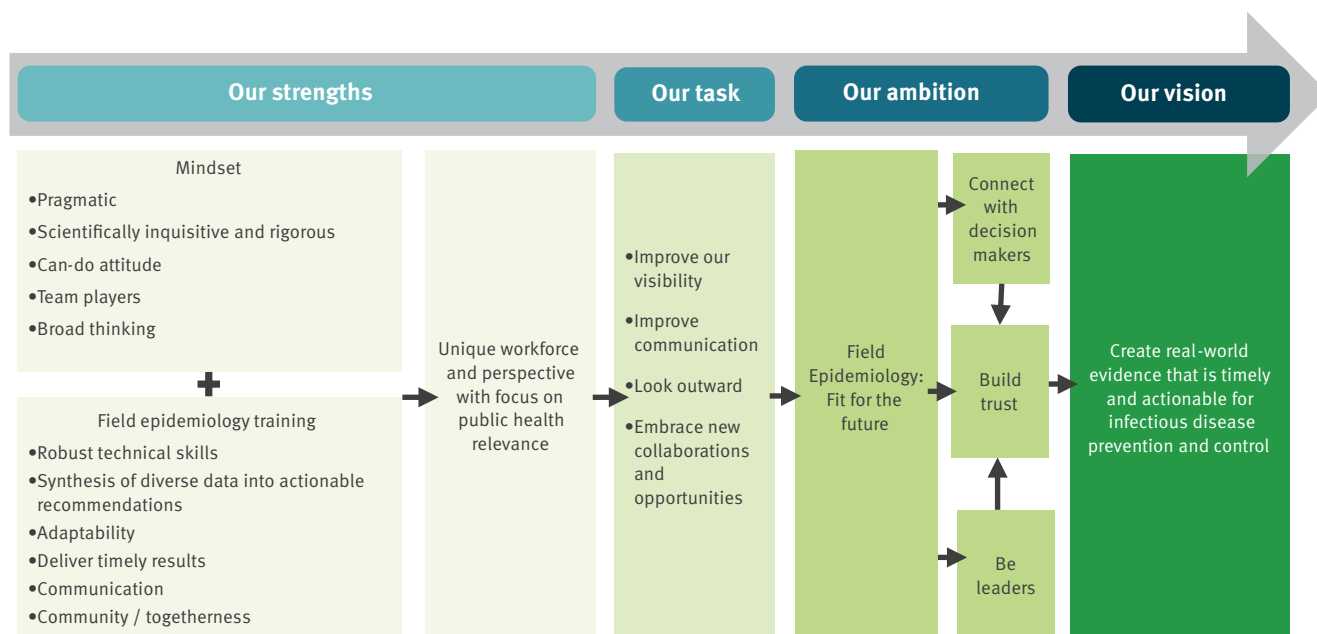 Our strengths
Our task
Our ambition
Our vision
Mindset
•Pragmatic
•Scientifically inquisitive and rigorous
•Can-do attitude
•Team players
•Broad thinking
Field epidemiology training
•Robust technical skills
•Synthesis of diverse data into actionable
recommendations
•Adaptability
•Deliver timely results
•Communication
•Community / togetherness
Unique workforce
and perspective
with focus on
public health
relevance
•Improve our
visibility
•Improve
communication
•Look outward
•Embrace new
collaborations
and
opportunities
Field
Epidemiology:
Fit for the
future
Connect
with
decision
makers
Build
trust
Be
leaders
Create real-world
evidence that is timely
and actionable for
infectious disease
prevention and control